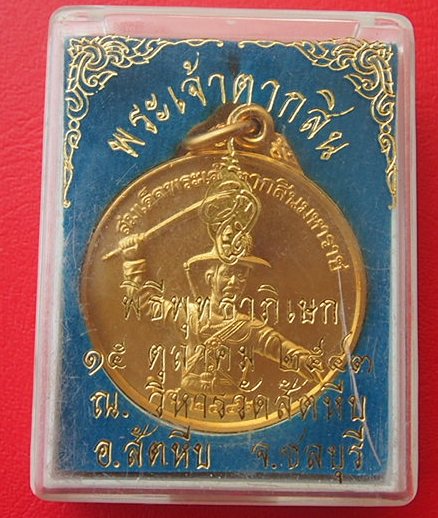 พระเจ้าตากสิน
สมเด็จพระเจ้าตากสินมหาราช
พิธีพุทธาภิเษก
๑๕ ตุลาคม ๒๕๔๓
ณ. วิหารวัดสัตหีบ
อ.สัตหีบ จ.ชลบุรี